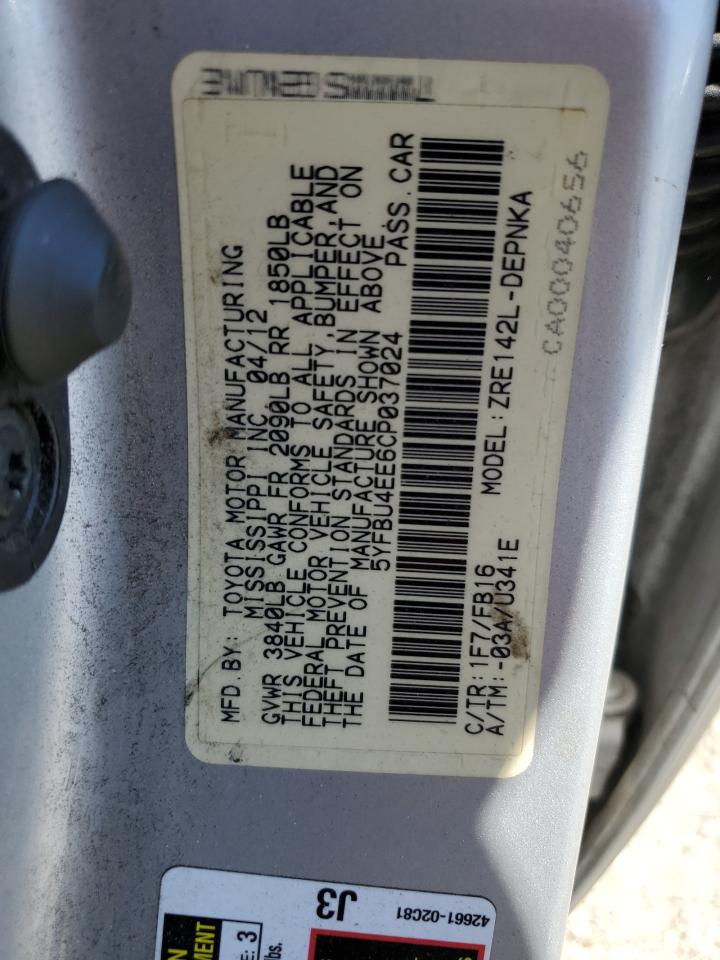 MFD.BY: TOYOTA MOTOR MANUFACTURING
MISSISSIPPI INC 04/12
GVWR 3840LB GAWR FR 2090LB RR 1850LB
THIS VEHICLE CONFORMS TO ALL APPLICABLE
FEDERAL MOTOR VEHICLE SAFETY,BUMPER,AND
THEFT PREVENTION STANDARDS IN EFFECT ON
THE DATE OF MANUFACTURE SHOWN ABOVE
5YFBU4EE6CP037024 PASS.CAR
C/TR:1F7/FB16 MODEL:ZRE142L-DEPNKA
A/TM:-03A/U341E
CA00040656
J3
42661-02C81
E: 3
lbs.